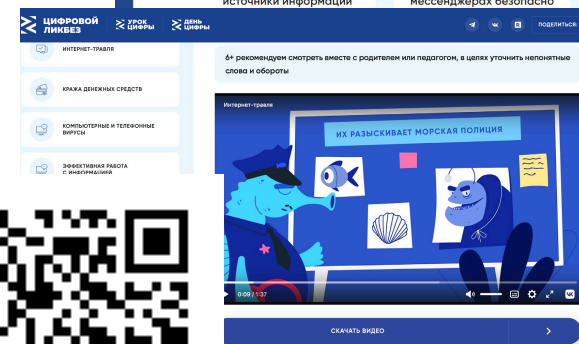 источники информации
мессенджерах безопасно
ЦИФРОВОЙ
ЛИКБЕЗ
УРОК
ЦИФРЫ
ДЕНЬ
ЦИФРЫ
ПОДЕЛИТЬСЯ:
ИНТЕРНЕТ-ТРАВЛЯ
КРАЖА ДЕНЕЖНЫХ СРЕДСТВ
КОМПЬЮТЕРНЫЕ И ТЕЛЕФОННЫЕ
ВИРУСЫ
ЭФФЕКТИВНАЯ РАБОТА
С ИНФОРМАЦИЕЙ
6+ рекомендуем смотреть вместе с родителем или педагогом, в целях уточнить непонятные
слова и обороты
Интернет-травля
ИХ РАЗЫСКИВАЕТ МОРСКАЯ ПОЛИЦИЯ
0:09 / 1:37
СКАЧАТЬ ВИДЕО